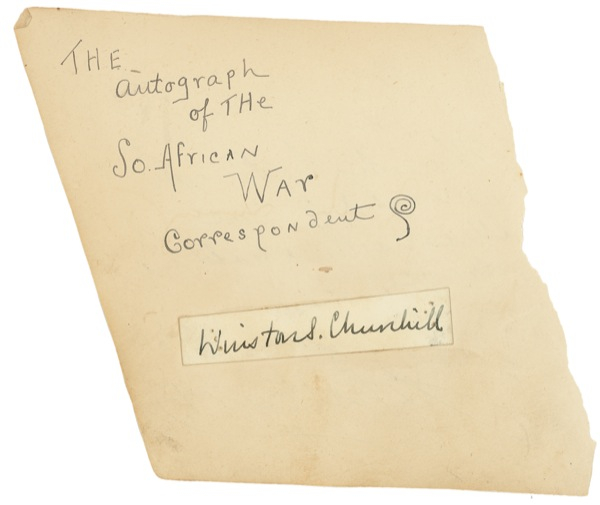 THE
autograph
of THe
So. AfrICAN
WAr
CorrespoNdent
Winston S. Churchill